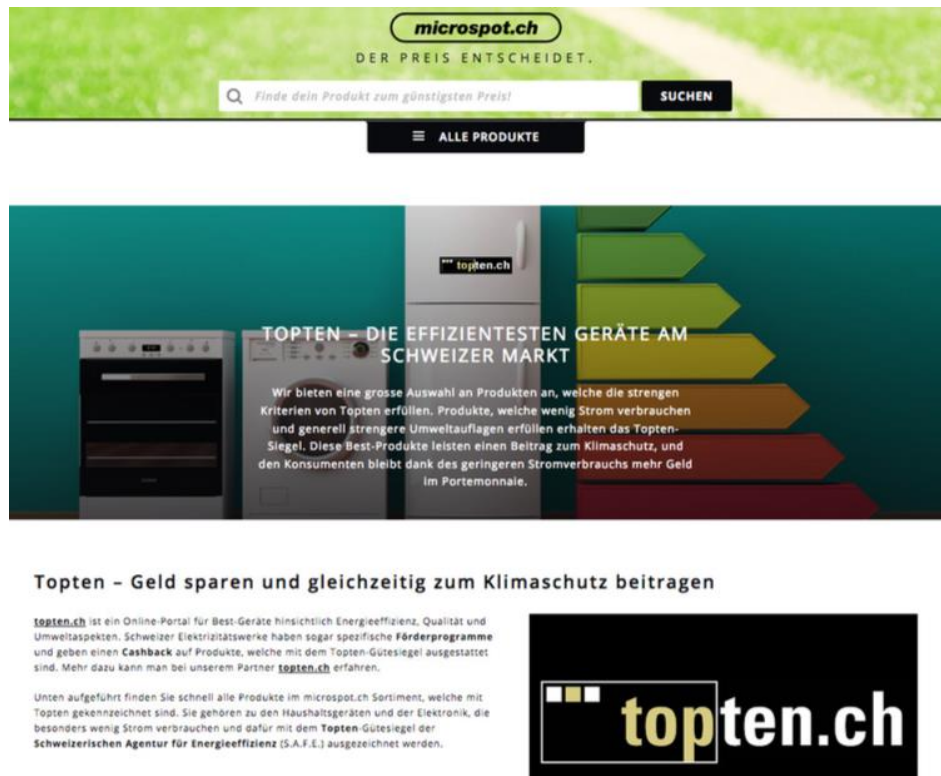 microspot.ch
DER PREIS ENTSCHEIDET.
Finde dein Produkt zum günstigsten Preis!
SUCHEN
ALLE PRODUKTE
topten.ch
TOPTEN – DIE EFFIZIENTESTEN GERÄTE AM
SCHWEIZER MARKT
Wir bieten eine grosse Auswahl an Produkten an, welche die strengen
Kriterien von Topten erfüllen. Produkte, welche wenig Strom verbrauchen
und generell strengere Umweltauflagen erfüllen erhalten das Topten-
Siegel. Diese Best-Produkte leisten einen Beitrag zum Klimaschutz, und
den Konsumenten bleibt dank des geringeren Stromverbrauchs mehr Geld
im Portemonnaie.
Topten – Geld sparen und gleichzeitig zum Klimaschutz beitragen
topten.ch ist ein Online-Portal für Best-Geräte hinsichtlich Energieeffizienz, Qualität und
Umweltaspekten. Schweizer Elektrizitätswerke haben sogar spezifische Förderprogramme
und geben einen Cashback auf Produkte, welche mit dem Topten-Gütesiegel ausgestattet
sind. Mehr dazu kann man bei unserem Partner topten.ch erfahren.
Unten aufgeführt finden Sie schnell alle Produkte im microspot.ch Sortiment, welche mit
Topten gekennzeichnet sind. Sie gehören zu den Haushaltsgeräten und der Elektronik, die
besonders wenig Strom verbrauchen und dafür mit dem Topten-Gütesiegel der
Schweizerischen Agentur für Energieeffizienz (S.A.F.E.) ausgezeichnet werden.
topten.ch